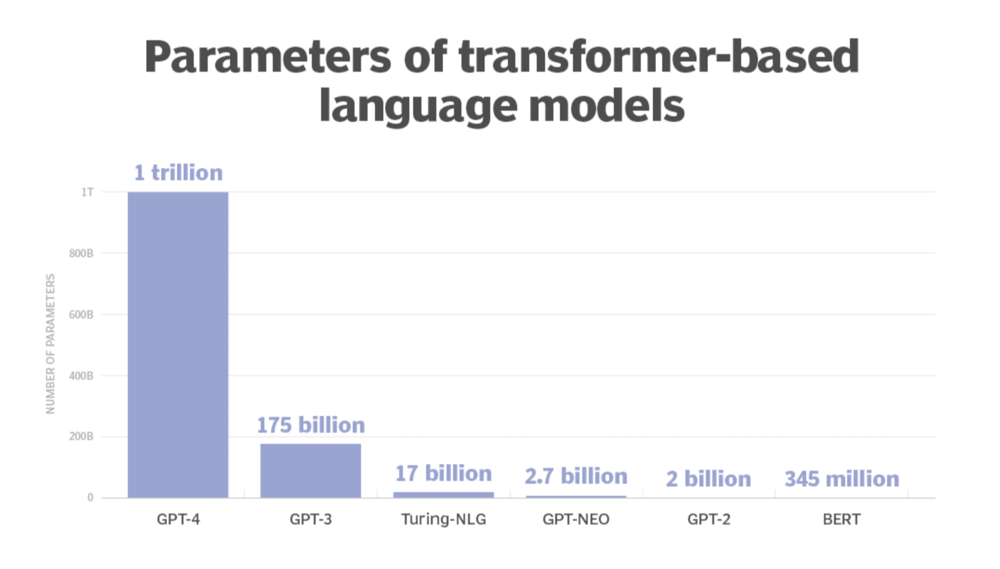 Parameters of transformer-based
language models
1 trillion
1T
800B
600B
400B
200B
0
NUMBER OF PARAMETERS
175 billion
17 billion
2.7 billion
2 billion
345 million
GPT-4
GPT-3
Turing-NLG
GPT-NEO
GPT-2
BERT